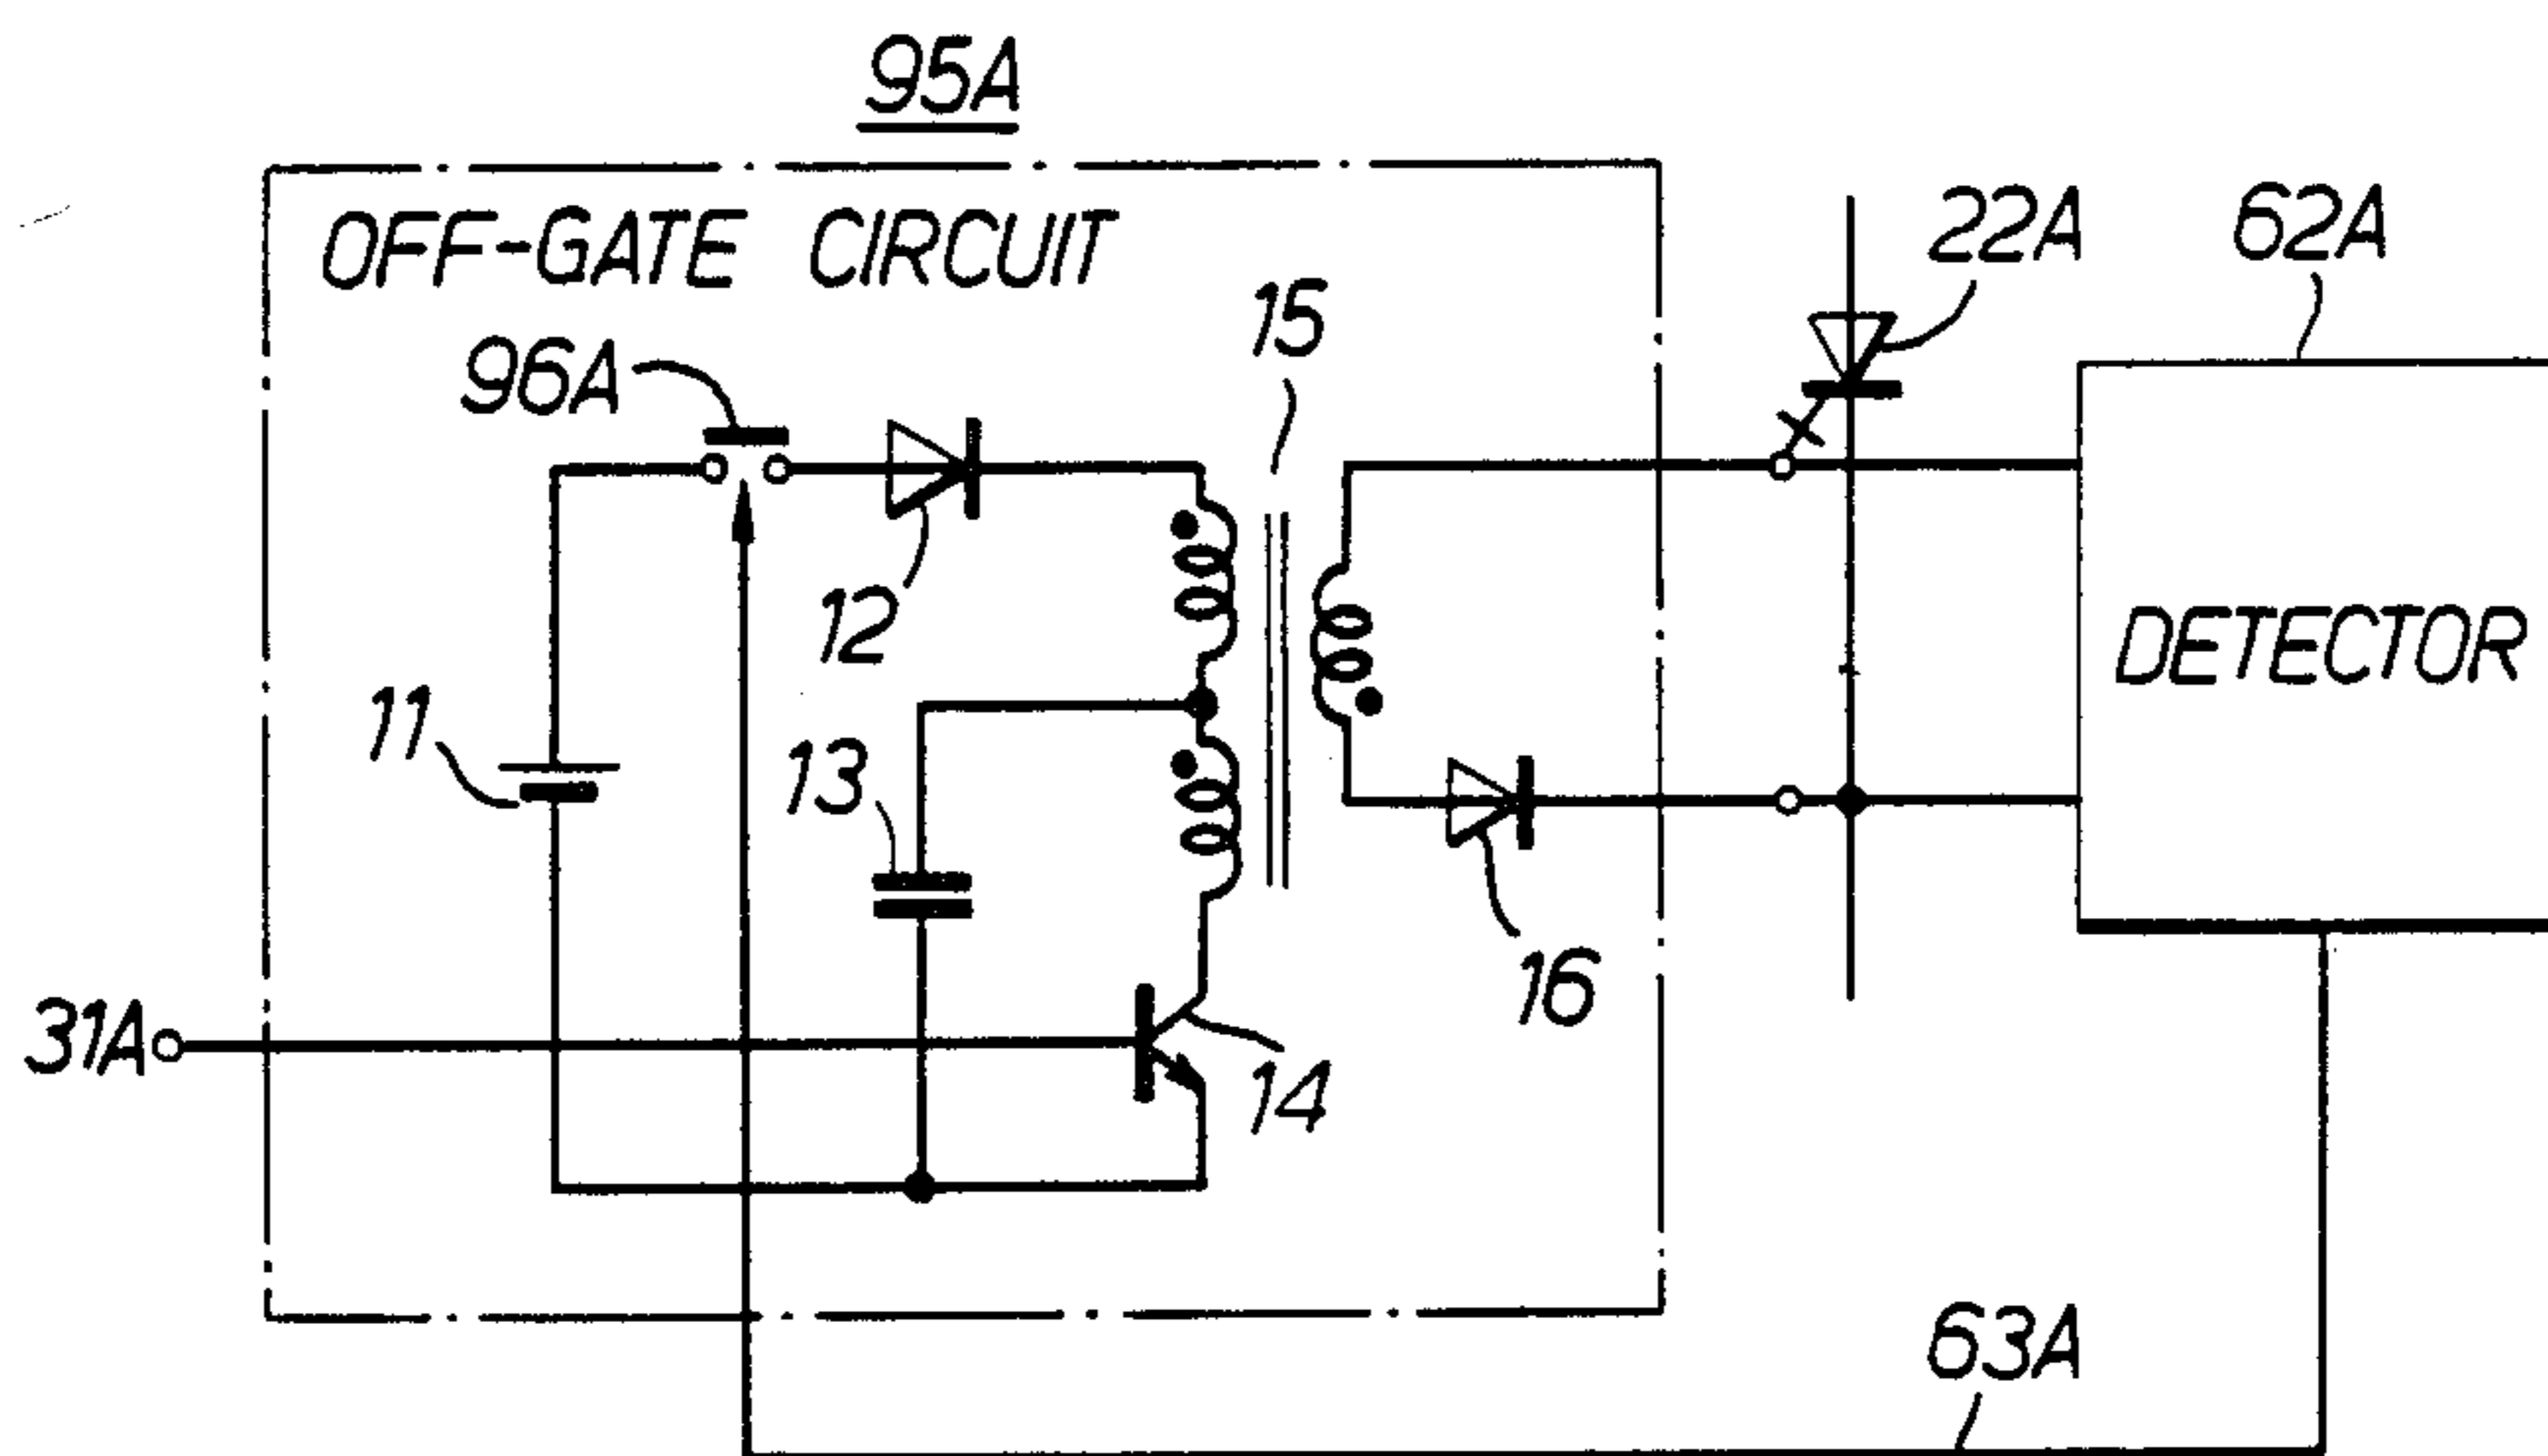 95A
OFF-GATE CIRCUIT
22A
62A
15
96A
12
DETECTOR
11
13
16
31A
14
63A